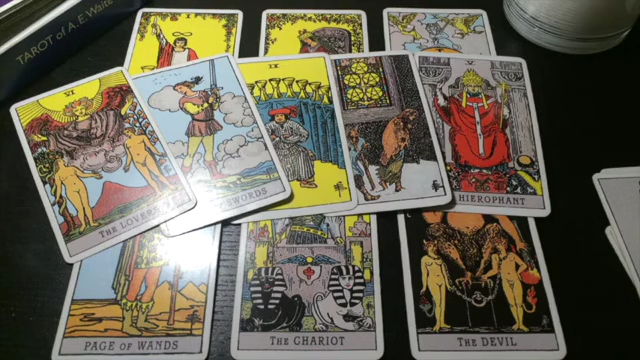 TAROT of A.E. Waite
I
VI
IX
V
THE LOVERS
SWORDS
HIEROPHANT
PAGE OF WANDS
THE CHARIOT
THE DEVIL